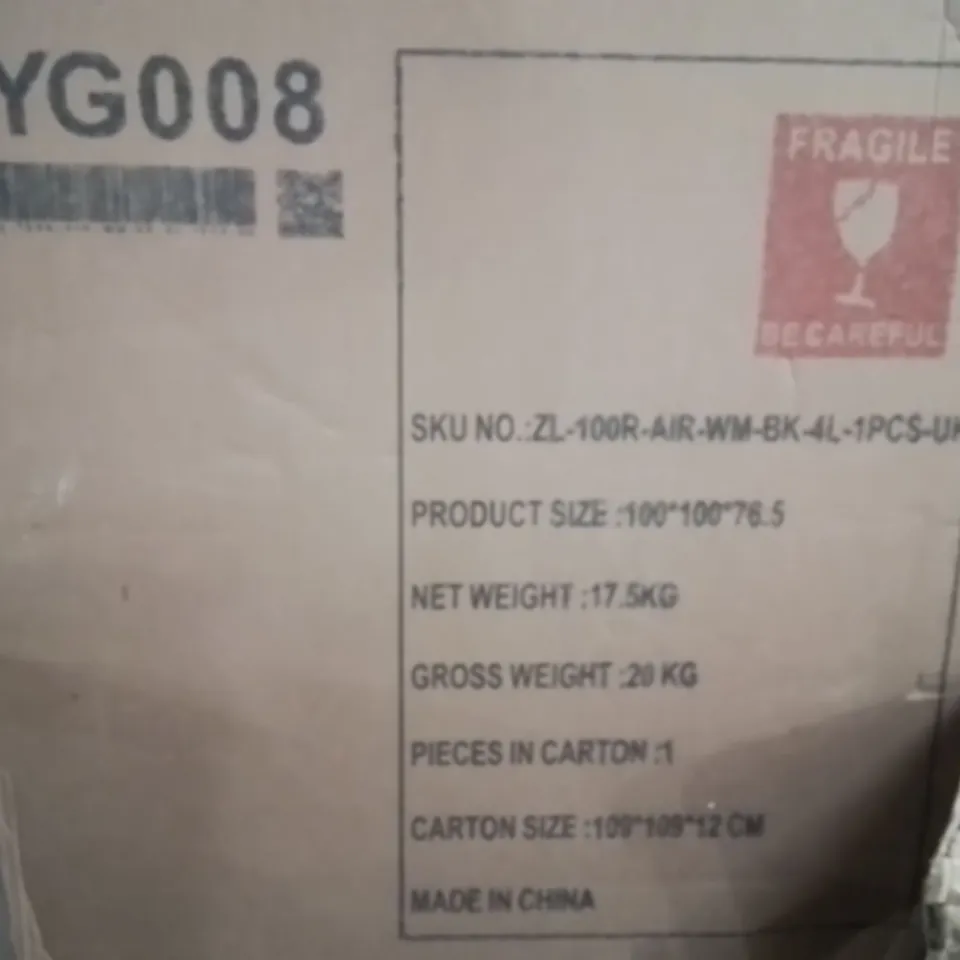 YG008
FRAGILE
BE CAREFUL
SKU NO.:ZL-100R-AIR-WM-BK-4L-1PCS-UK
PRODUCT SIZE :100*100*76.5
NET WEIGHT :17.5KG
GROSS WEIGHT :20 KG
PIECES IN CARTON :1
CARTON SIZE :109*109*12 CM
MADE IN CHINA